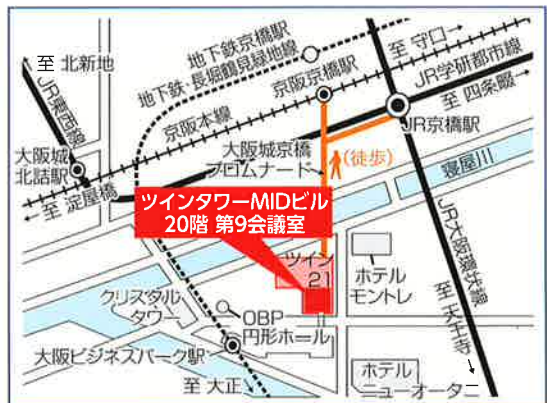 地下鉄京橋駅
至 守口
至 北新地
地下鉄・長堀鶴見緑地線
京阪京橋駅
JR学研都市線
至 四条畷
JR東西線
京阪本線
JR京橋駅
大阪城京橋
プロムナード
(徒歩)
大阪城
北詰駅
至 淀屋橋
寝屋川
ツインタワーMIDビル
20階 第9会議室
JR大阪環状線
ツイン
21
ホテル
モントレ
クリスタル
タワー
OBP
円形ホール
至 天王寺
大阪ビジネスパーク駅
至 大正
ホテル
ニューオータニ